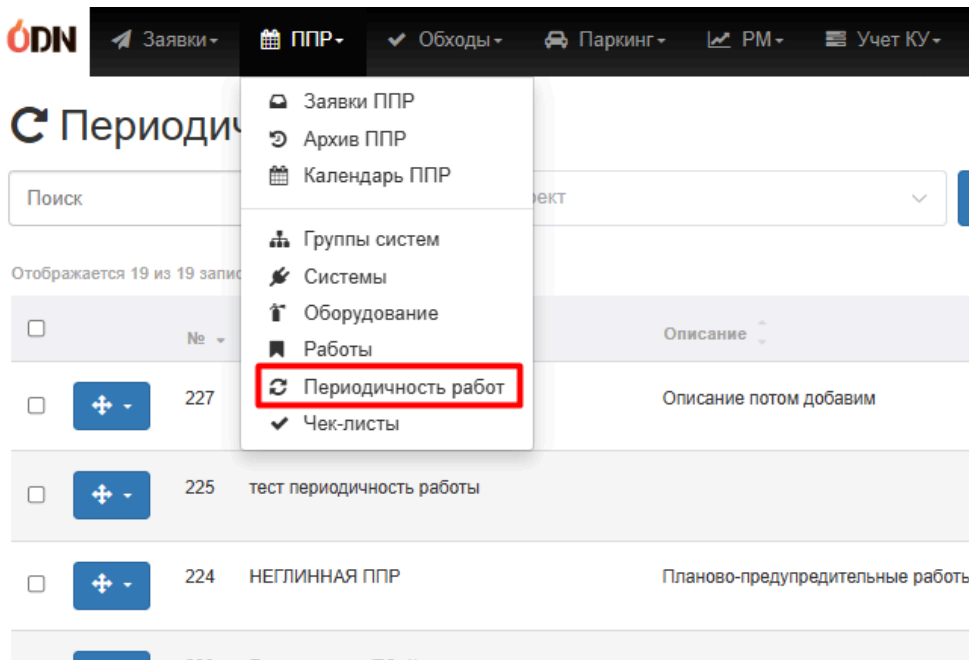 ODN Заявки ППР Обходы Паркинг РМ Учет КУ
Заявки ППР
Архив ППР
Календарь ППР
Группы систем
Системы
Оборудование
Работы
Периодичность работ
Чек-листы
Поиск
Отображается 19 из 19
№ Описание
227 Описание потом добавим
225 тест периодичность работы
224 НЕГЛИННАЯ ППР Планово-предупредительные работы